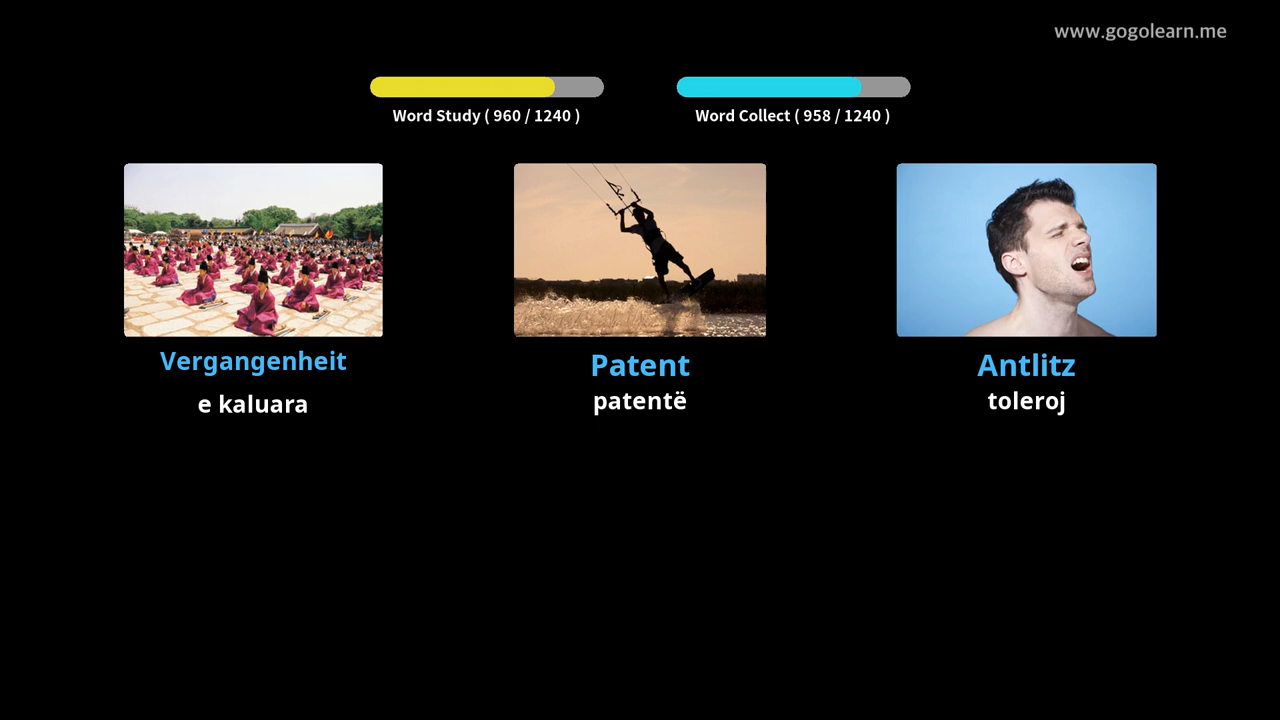 www.gogolearn.me
Word Study ( 960 / 1240 )
Word Collect ( 958 / 1240 )
Vergangenheit
e kaluara
Patent
patentë
Antlitz
toleroj